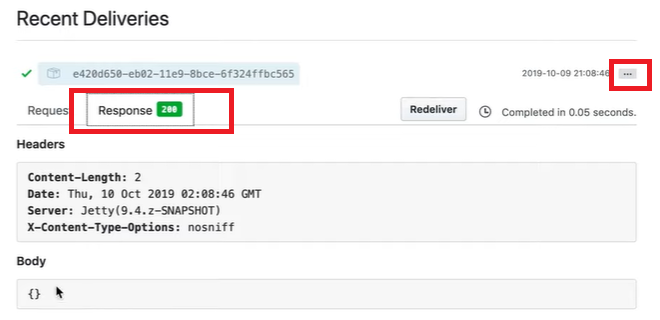 Recent Deliveries
e420d650-eb02-11e9-8bce-6f324ffbc565 2019-10-09 21:08:46 ...
Reques Response 200 Redeliver Completed in 0.05 seconds.
Headers
Content-Length: 2
Date: Thu, 10 Oct 2019 02:08:46 GMT
Server: Jetty(9.4.z-SNAPSHOT)
X-Content-Type-Options: nosniff
Body
{}